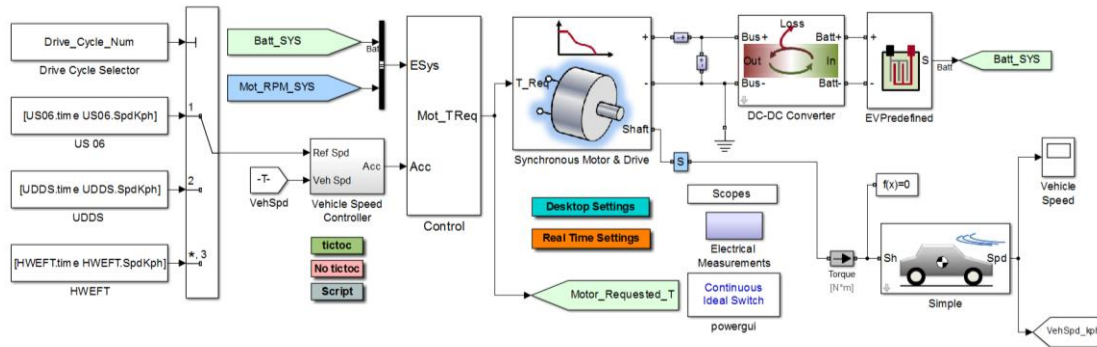 Drive_Cycle_Num
Drive Cycle Selector
[US06.time US06.SpdKph]
US 06
[UDDS.time UDDS.SpdKph]
UDDS
[HWEFT.time HWEFT.SpdKph]
HWEFT
1
2
*, 3
Batt_SYS
Bat
Mot_RPM_SYS
-T-
VehSpd
Ref Spd
Veh Spd
Acc
Vehicle Speed
Controller
tictoc
No tictoc
Script
ESys
Mot_TReq
Acc
Control
T_Req
+
-
Shaft
Synchronous Motor & Drive
Desktop Settings
Real Time Settings
Motor_Requested_T
S
Scopes
Electrical
Measurements
Continuous
Ideal Switch
powergui
Loss
Bus+
Batt+
Out
In
Bus-
Batt-
DC-DC Converter
+
-
S
EVPredefined
Batt
Batt_SYS
f(x)=0
Vehicle
Speed
Torque
[N*m]
Sh
Spd
Simple
VehSpd_kph